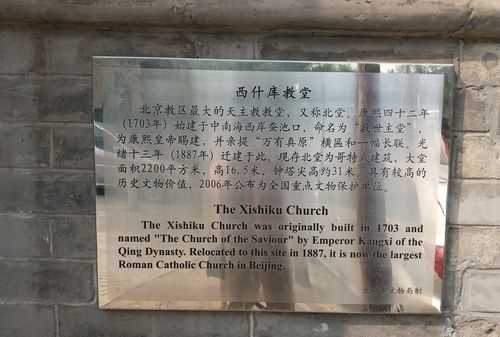 西什库教堂
北京教区最大的天主教教堂，又称北堂。康熙四十二年
（1703年）始建于中南海西岸蚕池口，命名为“救世主堂”，
为康熙皇帝赐建，并亲提“万有真原”横匾和一幅长联。光
绪十三年（1887年）迁建于此，现存北堂为哥特式建筑，大堂
面积2200平方米，高16.5米，钟塔尖高约31米，具有较高的
历史文物价值，2006年公布为全国重点文物保护单位。
The Xishiku Church
The Xishiku Church was originally built in 1703 and
named "The Church of the Saviour" by Emperor Kangxi of the
Qing Dynasty. Relocated to this site in 1887, it is now the largest
Roman Catholic Church in Beijing.
文物局制